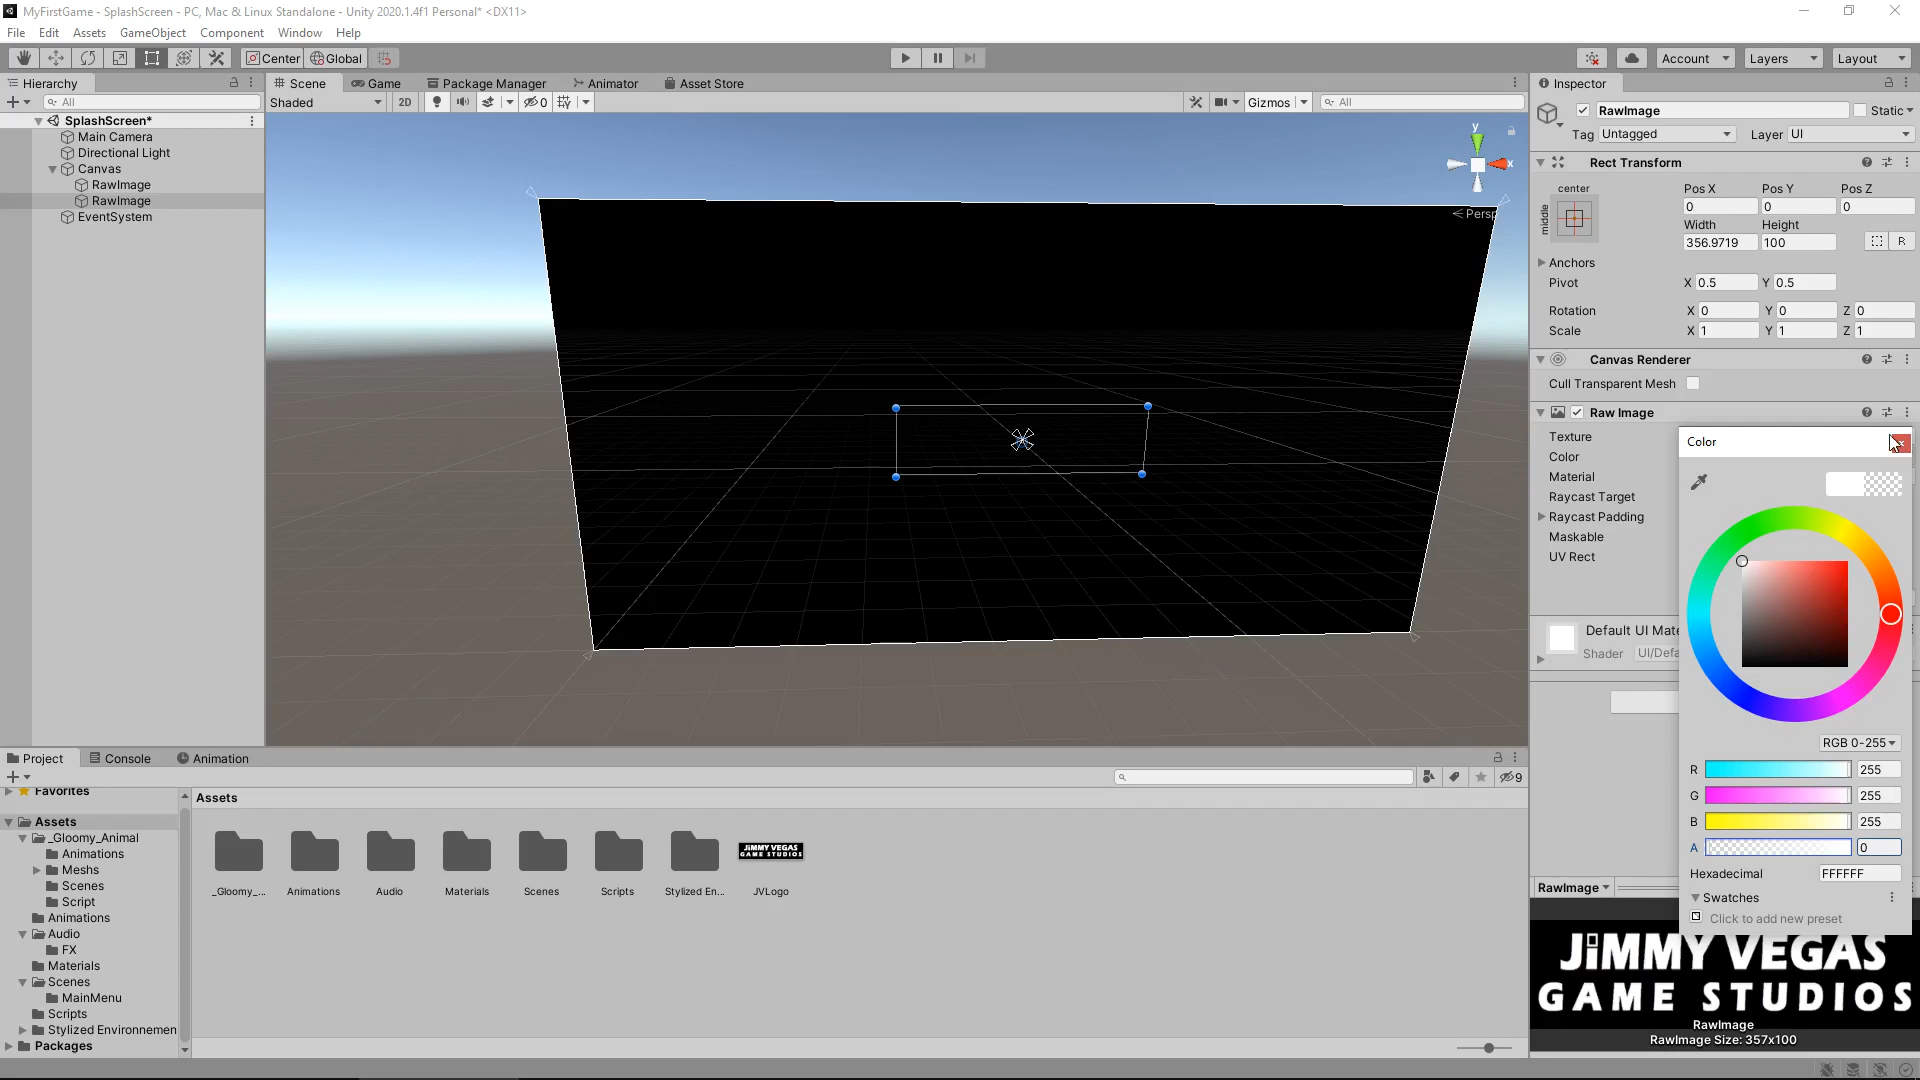 MyFirstGame - SplashScreen - PC, Mac & Linux Standalone - Unity 2020.1.4f1 Personal* <DX11>
File Edit Assets GameObject Component Window Help
Center Global Account Layers Layout
Hierarchy
All
SplashScreen*
Main Camera
Directional Light
Canvas
RawImage
RawImage
EventSystem
Scene Game Package Manager Animator Asset Store
Shaded 2D 0 Gizmos All
y
x
Persp
Inspector
RawImage Static
Tag Untagged Layer UI
Rect Transform
center
middle
Pos X Pos Y Pos Z
0 0 0
Width Height
356.9719 100 R
Anchors
Pivot X 0.5 Y 0.5
Rotation X 0 Y 0 Z 0
Scale X 1 Y 1 Z 1
Canvas Renderer
Cull Transparent Mesh
Raw Image
Texture
Color
Material
Raycast Target
Raycast Padding
Maskable
UV Rect
Default UI Mate
Shader UI/Defa
Color
RGB 0-255
R 255
G 255
B 255
A 0
Hexadecimal FFFFFF
Swatches
Click to add new preset
RawImage
JIMMY VEGAS
GAME STUDIOS
RawImage
RawImage Size: 357x100
Project Console Animation
9
Favorites
Assets
_Gloomy_Animal
Animations
Meshes
Scenes
Script
Animations
Audio
FX
Materials
Scenes
MainMenu
Scripts
Stylized Environnemen
Packages
Assets
JIMMY VEGAS
GAME STUDIOS
_Gloomy_... Animations Audio Materials Scenes Scripts Stylized En... JVLogo